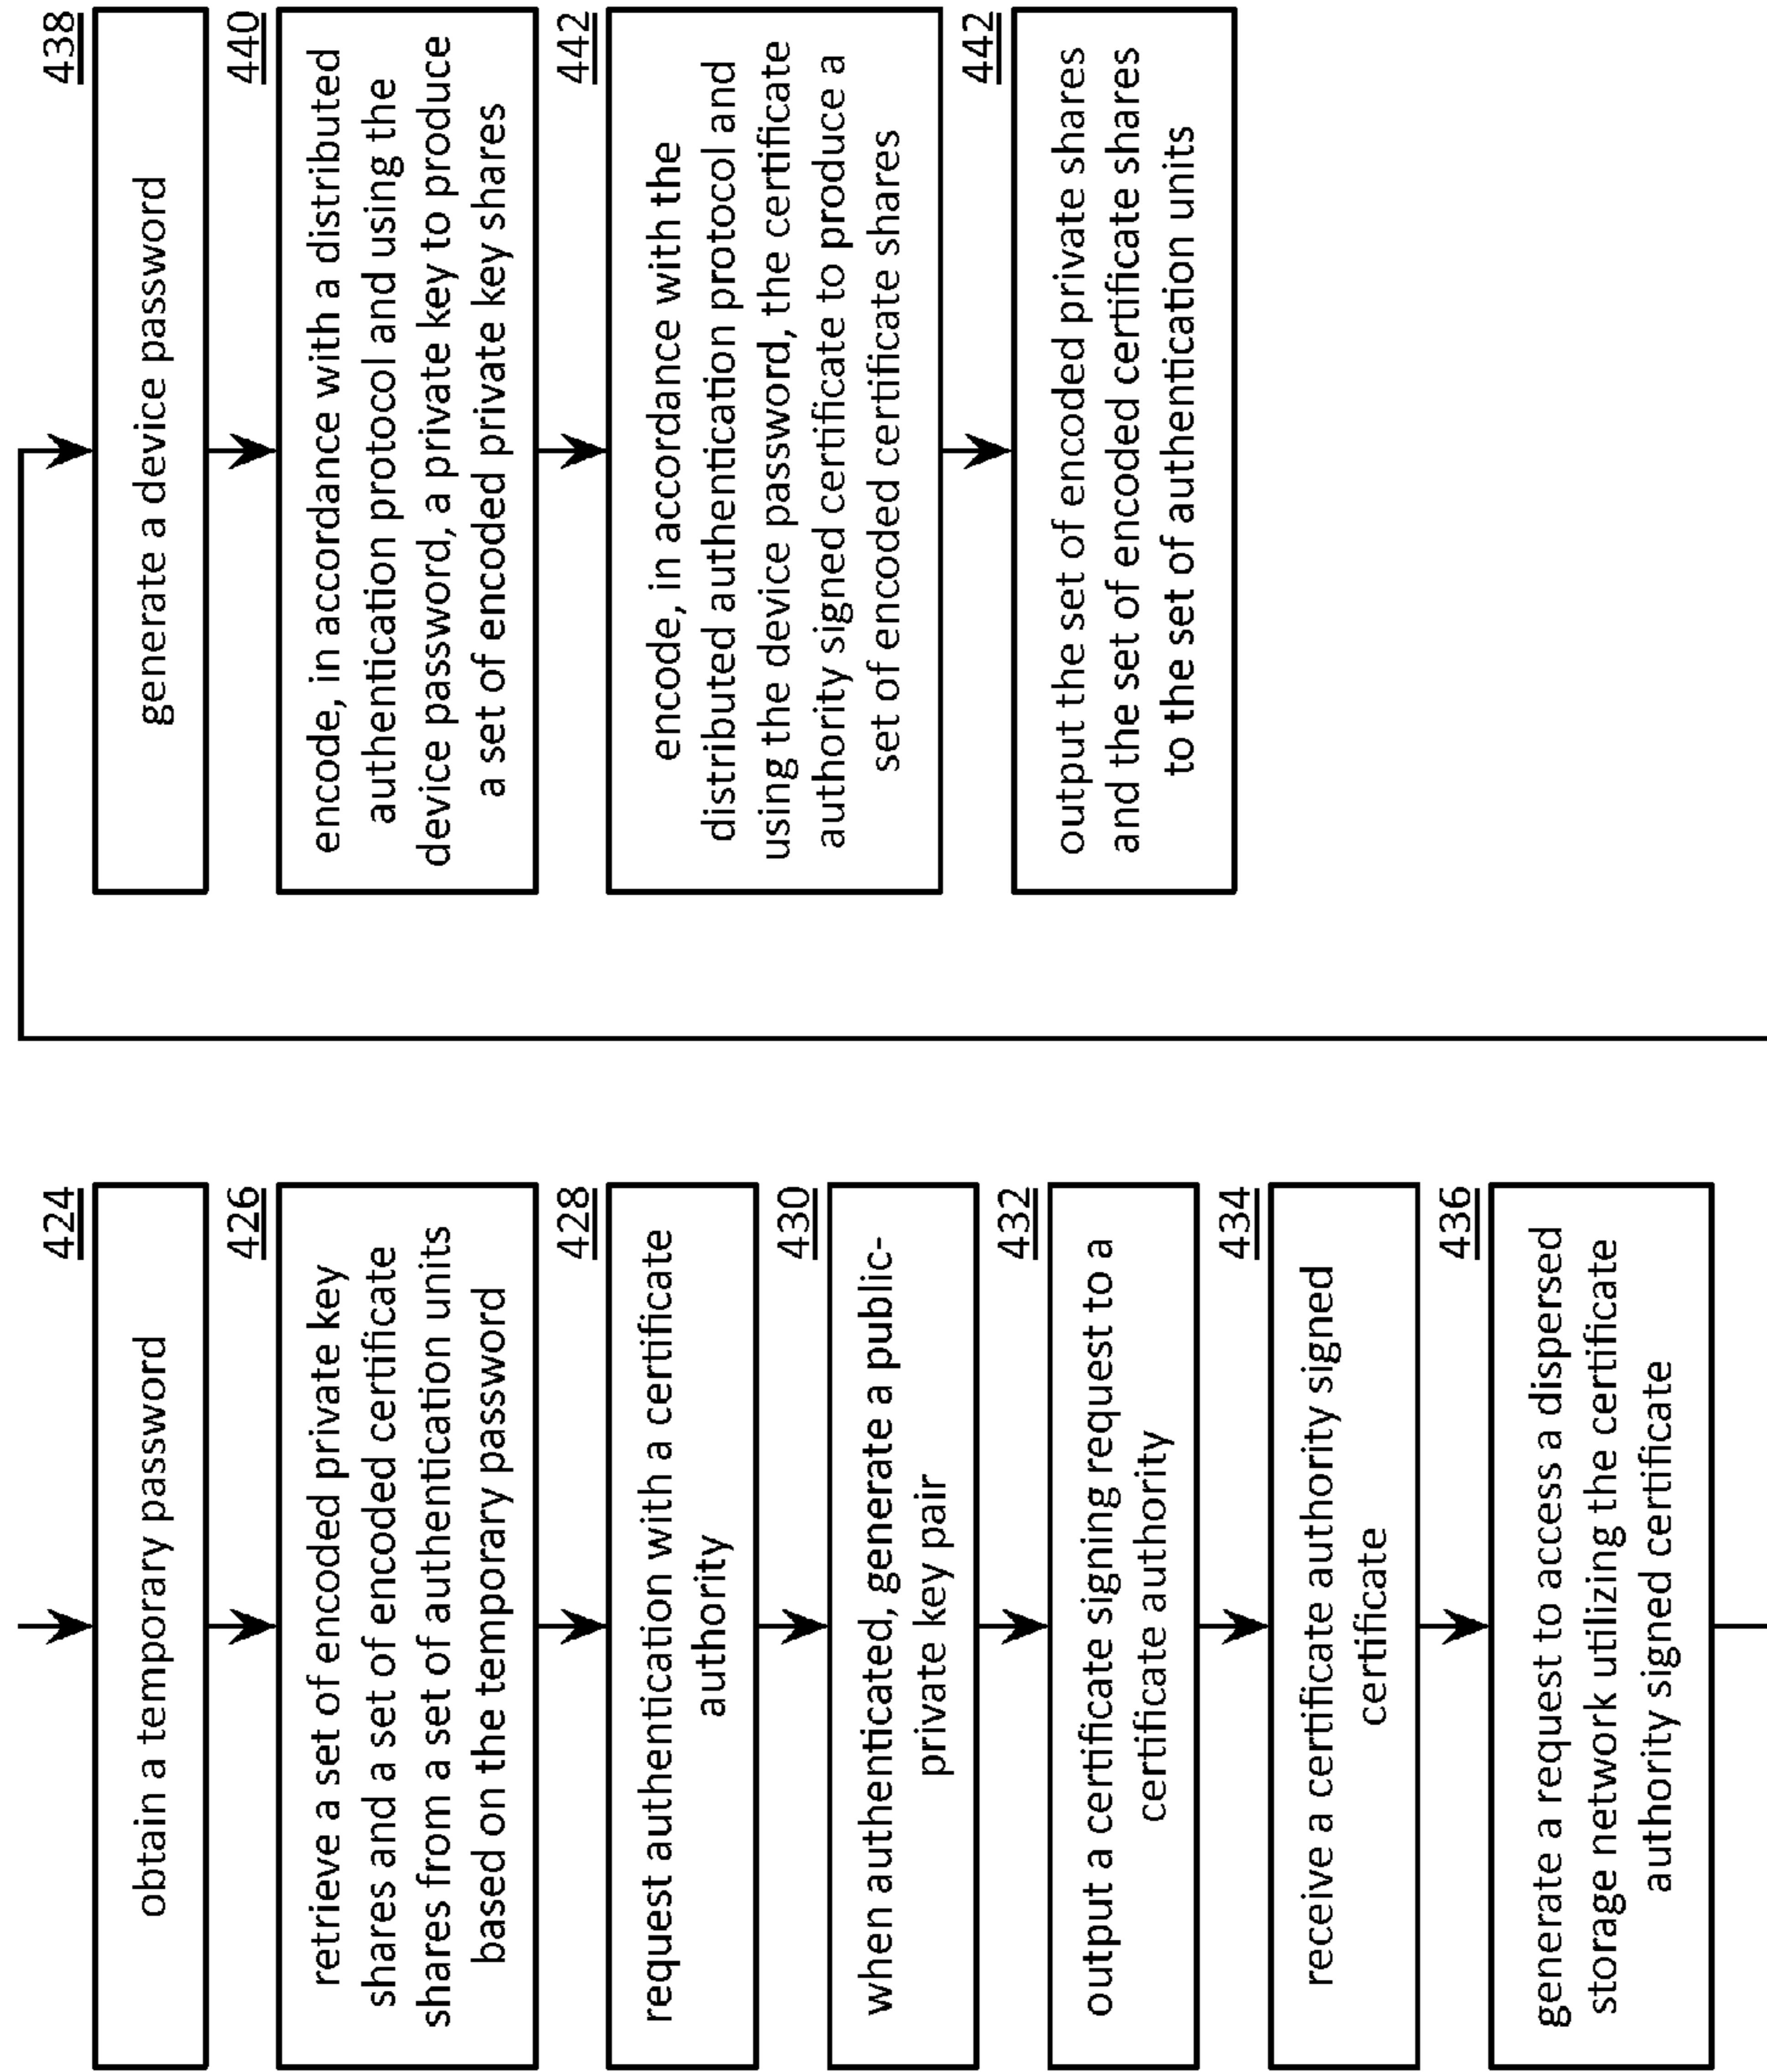 424
obtain a temporary password
426
retrieve a set of encoded private key
shares and a set of encoded certificate
shares from a set of authentication units
based on the temporary password
428
request authentication with a certificate
authority
430
when authenticated, generate a public-
private key pair
432
output a certificate signing request to a
certificate authority
434
receive a certificate authority signed
certificate
436
generate a request to access a dispersed
storage network utilizing the certificate
authority signed certificate
438
generate a device password
440
encode, in accordance with a distributed
authentication protocol and using the
device password, a private key to produce
a set of encoded private key shares
442
encode, in accordance with the
distributed authentication protocol and
using the device password, the certificate
authority signed certificate to produce a
set of encoded certificate shares
442
output the set of encoded private shares
and the set of encoded certificate shares
to the set of authentication units